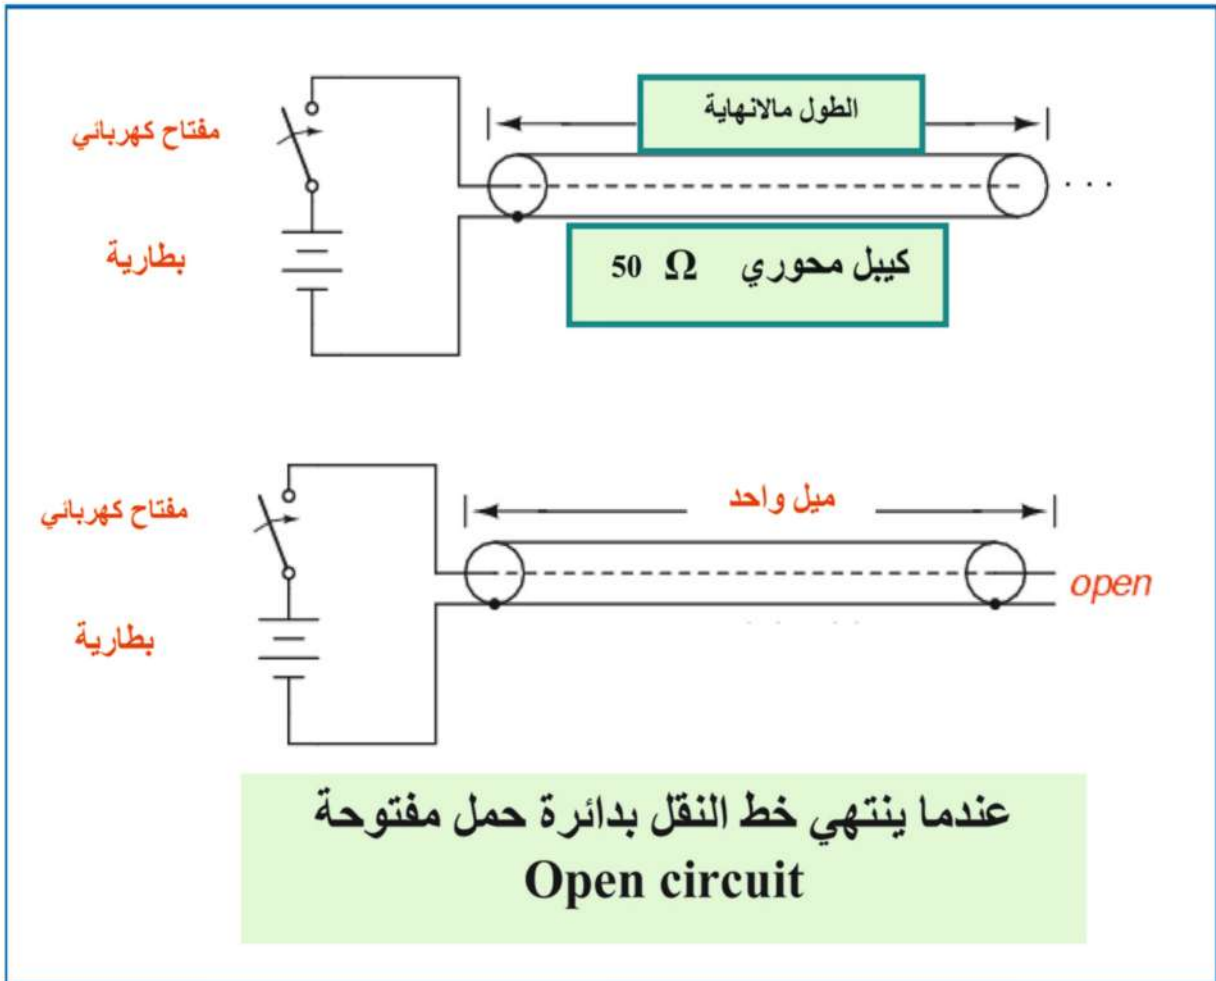 الطول مالانهاية
مفتاح كهربائي
. . .
بطارية
كيبل محوري 50 Ω
ميل واحد
مفتاح كهربائي
open
بطارية
عندما ينتهي خط النقل بدائرة حمل مفتوحة
Open circuit